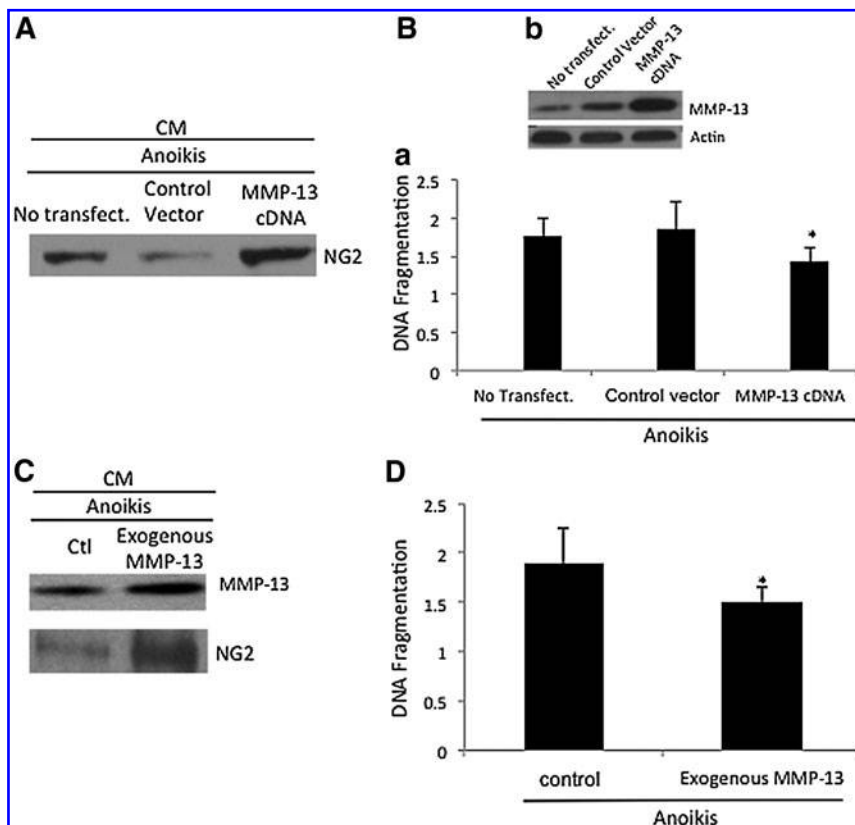 A
CM
Anoikis
No transfect.
Control
Vector
MMP-13
cDNA
NG2
B
b
No transfect.
Control Vector
MMP-13
cDNA
MMP-13
Actin
a
DNA Fragmentation
2.5
2
1.5
1
0.5
0
*
No Transfect.
Control vector
MMP-13 cDNA
Anoikis
C
CM
Anoikis
Ctl
Exogenous
MMP-13
MMP-13
NG2
D
DNA Fragmentation
2.5
2
1.5
1
0.5
0
*
control
Exogenous MMP-13
Anoikis